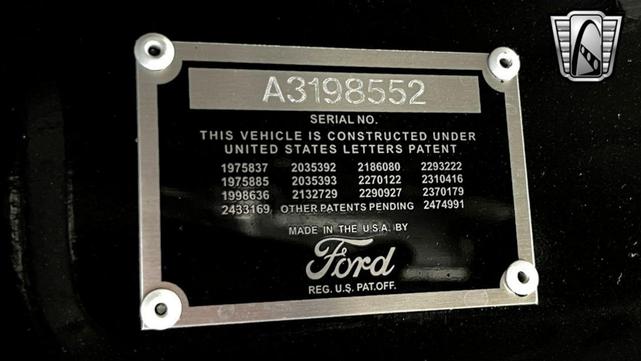 A3198552
SERIAL NO.
THIS VEHICLE IS CONSTRUCTED UNDER
UNITED STATES LETTERS PATENT
1975837 2035392 2186080 2293222
1975885 2035393 2270122 2310416
1998636 2132729 2290927 2370179
2433169 OTHER PATENTS PENDING 2474991
MADE IN THE U.S.A. BY
Ford
REG. U.S. PAT.OFF.